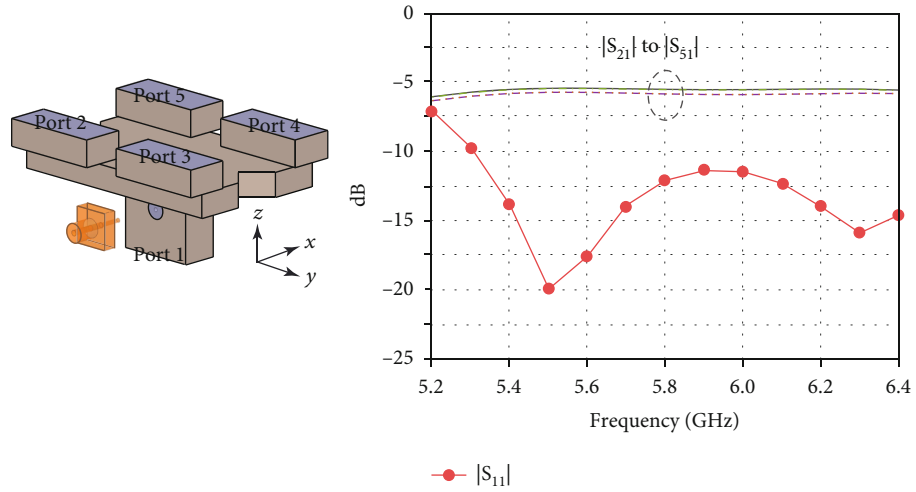 Port 5
Port 2
Port 4
Port 3
Port 1
z
x
y
|S21| to |S51|
0
−5
−10
−15
−20
−25
dB
5.2 5.4 5.6 5.8 6.0 6.2 6.4
Frequency (GHz)
|S11|